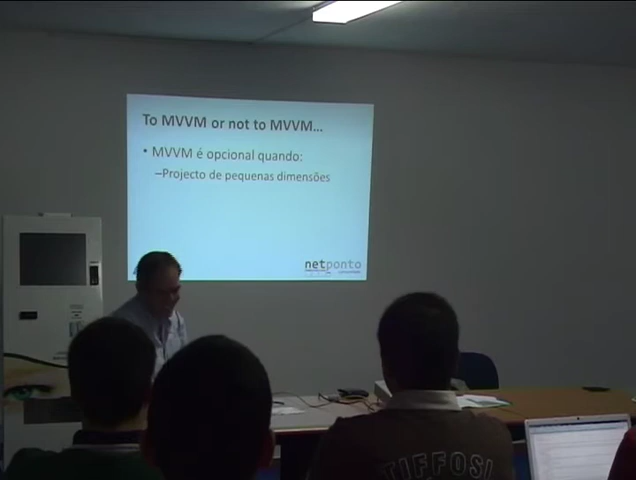 To MVVM or not to MVVM...
• MVVM é opcional quando:
–Projecto de pequenas dimensões
netponto
TIFFOSI